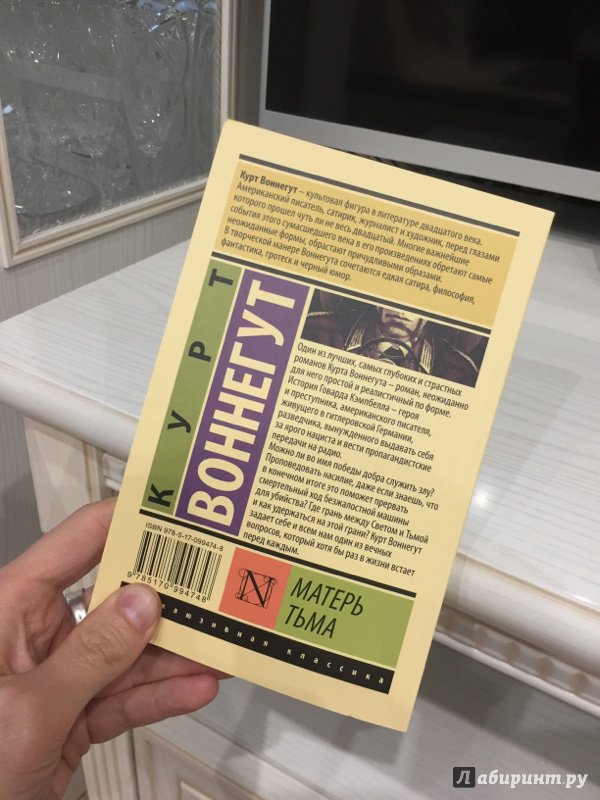 Курт Воннегут – культовая фигура в литературе двадцатого века.
Американский писатель, сатирик, журналист и художник, перед глазами
которого прошел чуть ли не весь двадцатый. Многие важнейшие
события этого сумасшедшего века в его произведениях обретают самые
неожиданные формы, обрастают причудливыми образами.
В творческой манере Воннегута сочетаются едкая сатира, философия,
фантастика, гротеск и черный юмор.
КУРТ
ВОННЕГУТ
Один из лучших, самых глубоких и страстных
романов Курта Воннегута – роман, неожиданно
для него простой и реалистичный по форме.
История Говарда Кэмпбелла – героя
и преступника, американского писателя,
живущего в гитлеровской Германии,
разведчика, вынужденного выдавать себя
за ярого нациста и вести пропагандистские
передачи на радио.
Можно ли во имя победы добра служить злу?
Проповедовать насилие, даже если знаешь, что
в конечном итоге это поможет прервать
смертельный ход безжалостной машины
для убийства? Где грань между Светом и Тьмой
и как удержаться на этой грани? Курт Воннегут
задает себе и всем нам один из вечных
вопросов, который хотя бы раз в жизни встает
перед каждым.
ISBN 978-5-17-099474-8
9 785170 994748
N
МАТЕРЬ
ТЬМА
клюзивная классика
Лабиринт.ру